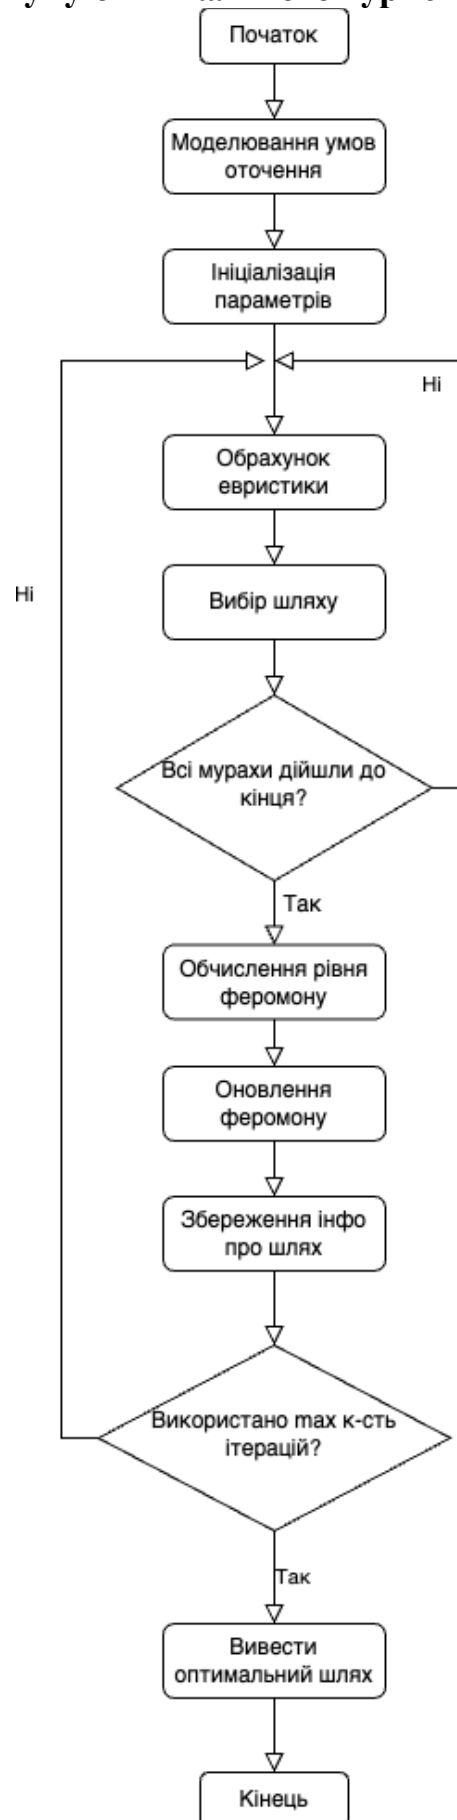 Початок
Моделювання умов
оточення
Ініціалізація
параметрів
Ні
Обрахунок
евристики
Ні
Вибір шляху
Всі мурахи дійшли до
кінця?
Так
Обчислення рівня
феромону
Оновлення
феромону
Збереження інфо
про шлях
Використано max к-сть
ітерацій?
Так
Вивести
оптимальний шлях
Кінець